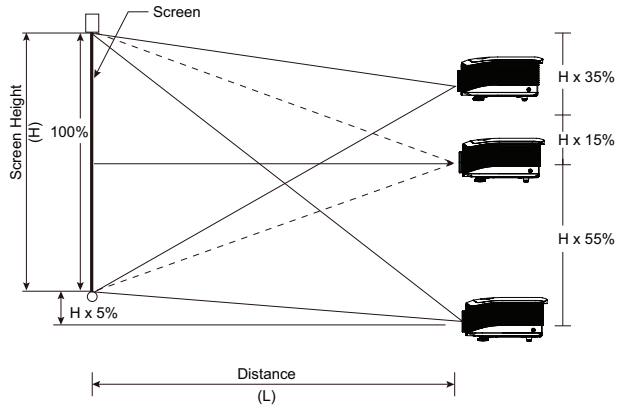 Screen
Screen Height
(H)
100%
H x 35%
H x 15%
H x 55%
H x 5%
Distance
(L)